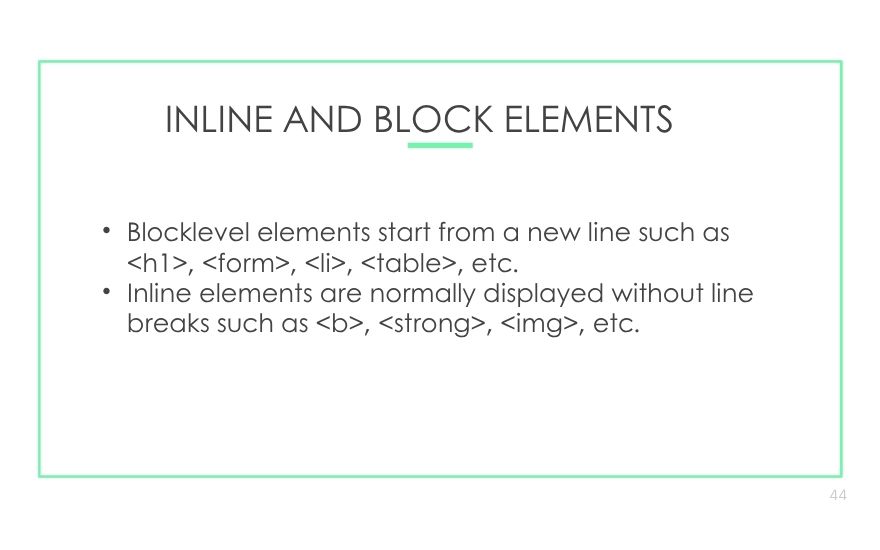 INLINE AND BLOCK ELEMENTS
• Blocklevel elements start from a new line such as
<h1>, <form>, <li>, <table>, etc.
• Inline elements are normally displayed without line
breaks such as <b>, <strong>, <img>, etc.
44